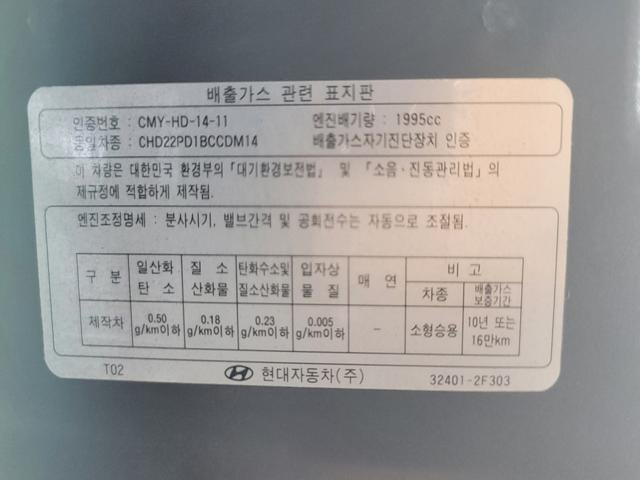 배출가스 관련 표지판
인증번호 : CMY-HD-14-11 엔진배기량 : 1995cc
동일차종 : CHD22PD1BCCDM14 배출가스자기진단장치 인증
이 차량은 대한민국 환경부의 「대기환경보전법」 및 「소음·진동관리법」의
제규정에 적합하게 제작됨.
엔진조정명세 : 분사시기, 밸브간격 및 공회전수는 자동으로 조절됨.
구 분 일산화 탄소 질 소 산화물 탄화수소및 질소산화물 입자상 물 질 매 연 비 고
차종 배출가스 보증기간
제작차 0.50 g/km이하 0.18 g/km이하 0.23 g/km이하 0.005 g/km이하 - 소형승용 10년 또는 16만km
T02 현대자동차(주) 32401-2F303